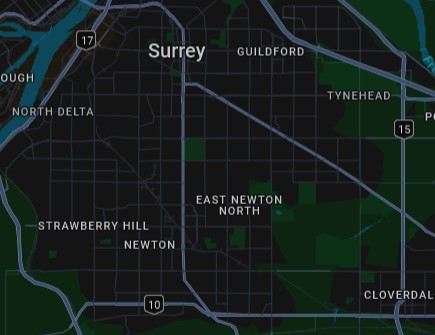 17
Surrey
GUILDFORD
OUGH
TYNEHEAD
NORTH DELTA
15
EAST NEWTON
NORTH
STRAWBERRY HILL
NEWTON
CLOVERDAL
10